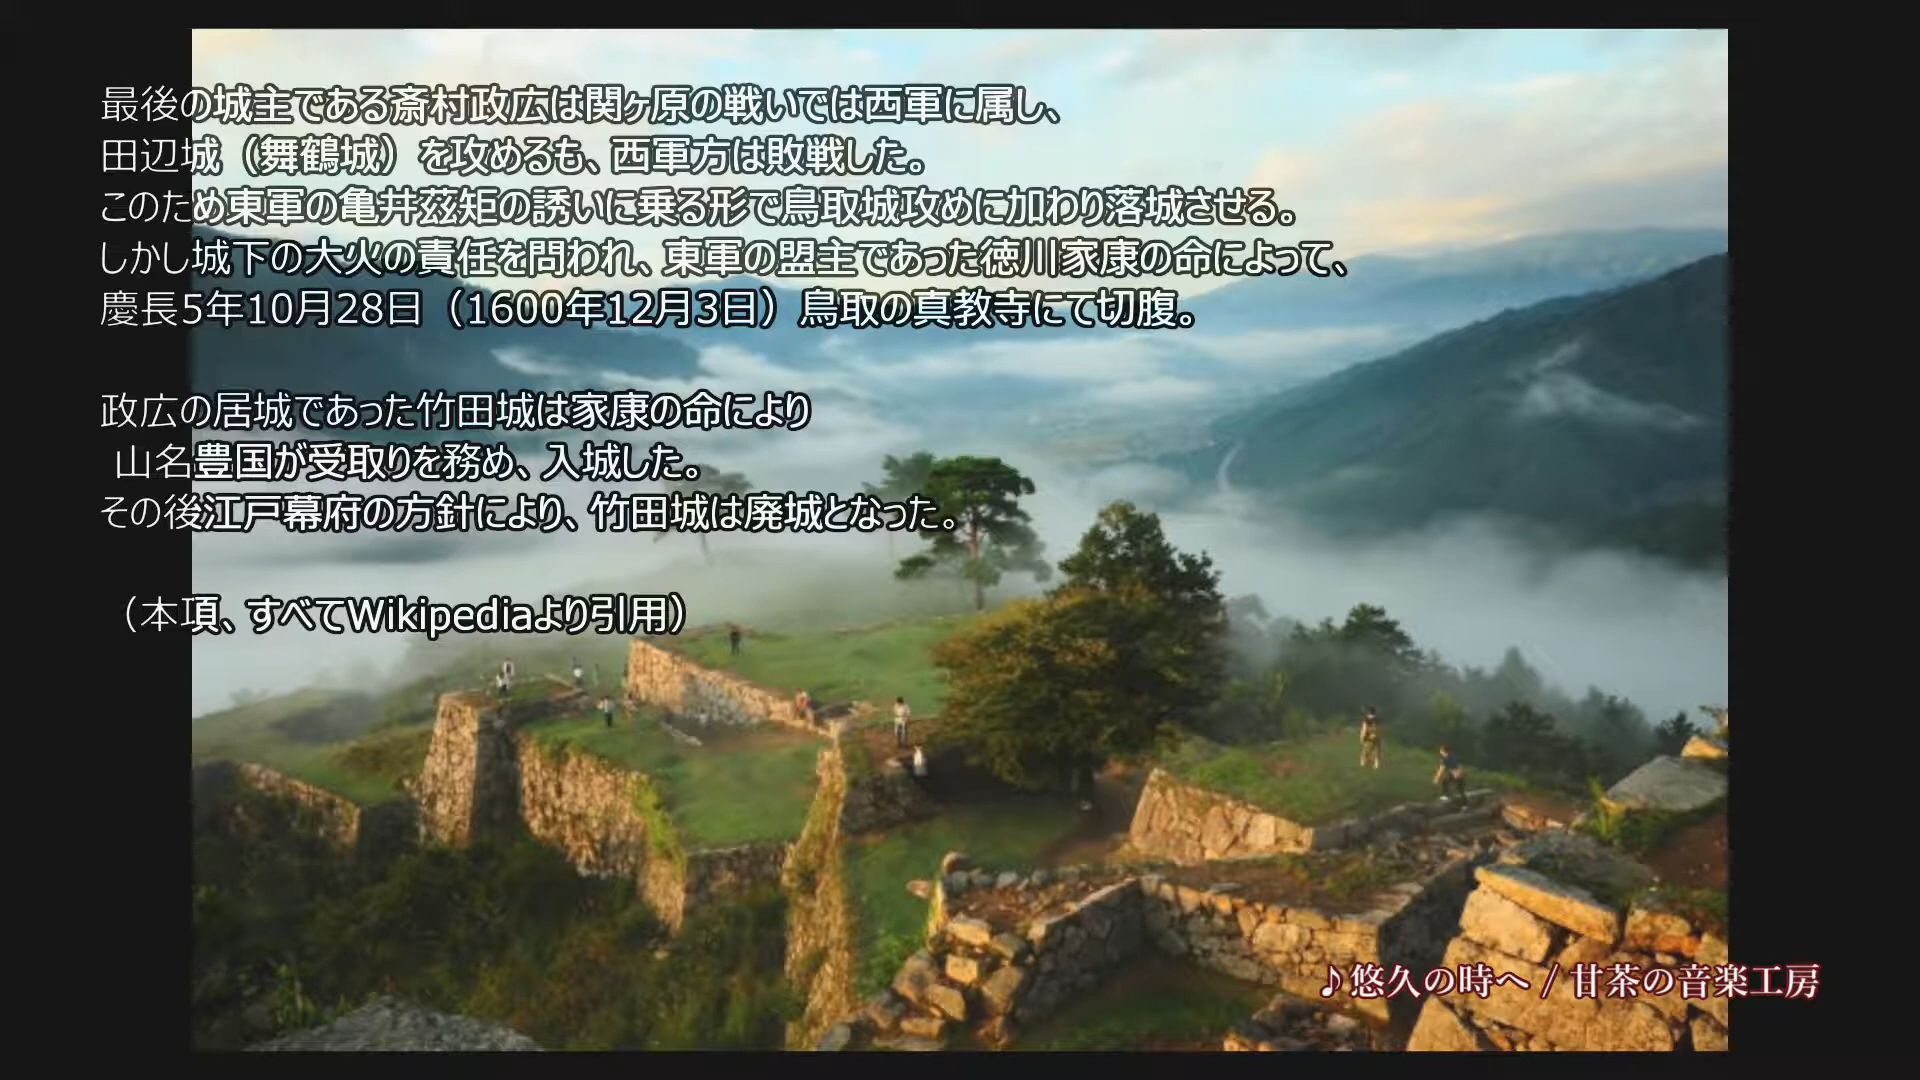 最後の城主である斎村政広は関ヶ原の戦いでは西軍に属し、
田辺城（舞鶴城）を攻めるも、西軍方は敗戦した。
このため東軍の亀井茲矩の誘いに乗る形で鳥取城攻めに加わり落城させる。
しかし城下の大火の責任を問われ、東軍の盟主であった徳川家康の命によって、
慶長5年10月28日（1600年12月3日）鳥取の真教寺にて切腹。
政広の居城であった竹田城は家康の命により
山名豊国が受取りを務め、入城した。
その後江戸幕府の方針により、竹田城は廃城となった。
（本項、すべてWikipediaより引用）
♪悠久の時へ / 甘茶の音楽工房